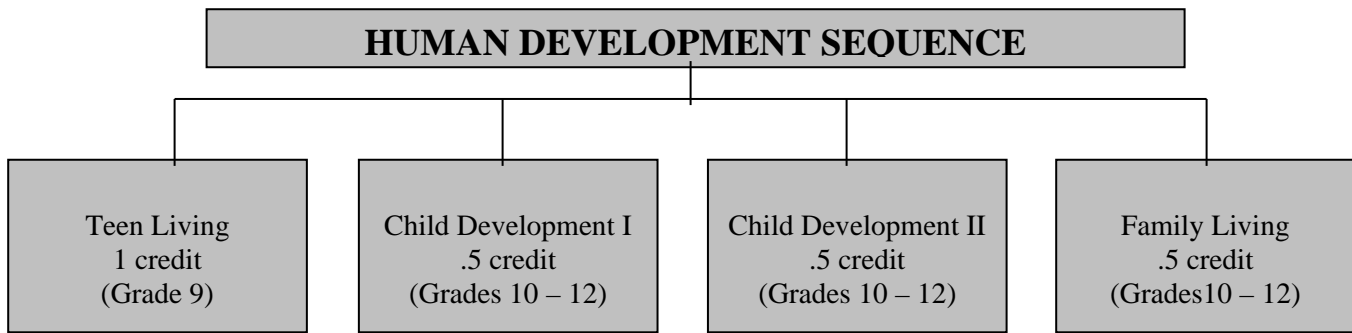 HUMAN DEVELOPMENT SEQUENCE
Teen Living
1 credit
(Grade 9)
Child Development I
.5 credit
(Grades 10 – 12)
Child Development II
.5 credit
(Grades 10 – 12)
Family Living
.5 credit
(Grades10 – 12)